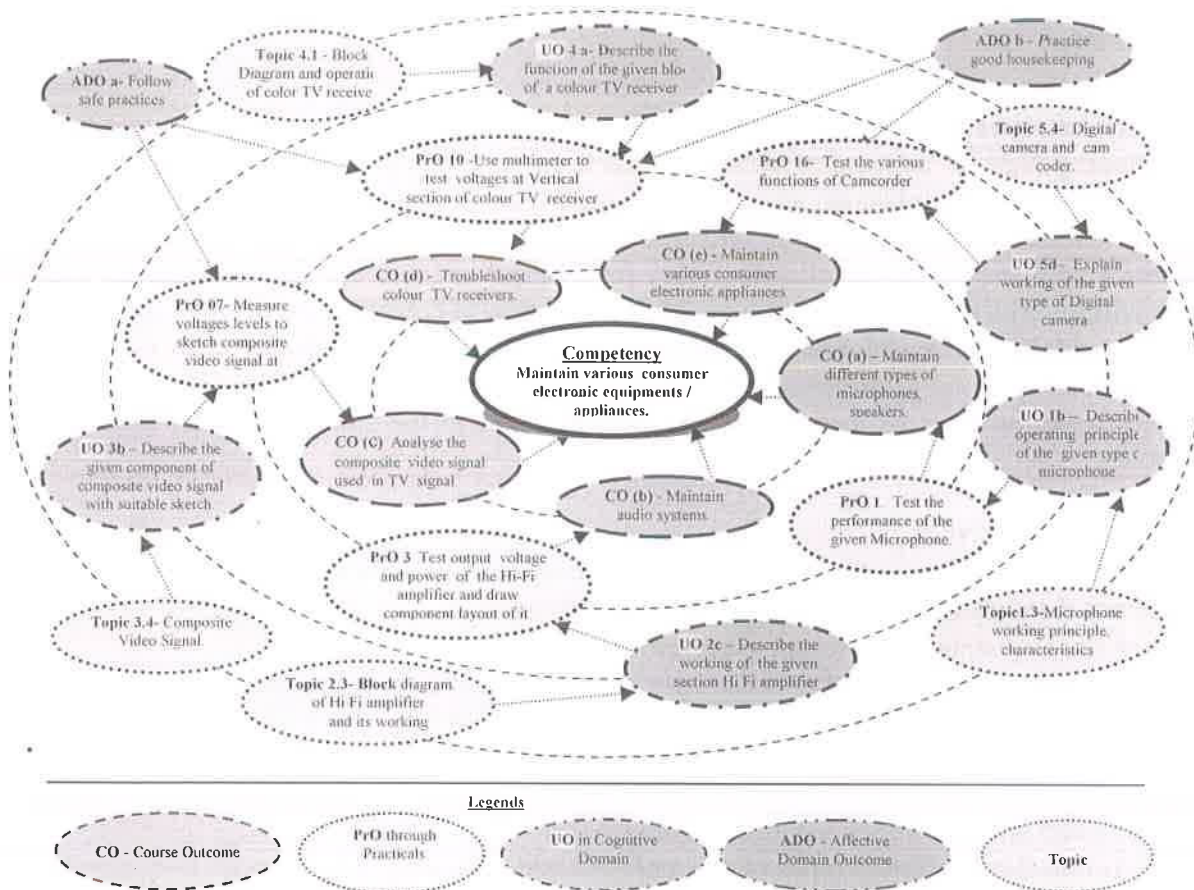 Topic 4.1 - Block
Diagram and operati
of color TV receive
UO 4 a- Describe the
function of the given blo
of a colour TV receiver
ADO b - Practice
good housekeeping
ADO a- Follow
safe practices
PrO 10 -Use multimeter to
test voltages at Vertical
section of colour TV receiver
PrO 16- Test the various
functions of Camcorder
Topic 5.4- Digital
camera and cam
coder.
CO (d) - Troubleshoot
colour TV receivers.
CO (e) - Maintain
various consumer
electronic appliances
UO 5d - Explain
working of the given
type of Digital
camera
PrO 07- Measure
voltages levels to
sketch composite
video signal at
Competency
Maintain various consumer
electronic equipments /
appliances.
CO (a) – Maintain
different types of
microphones,
speakers.
UO 3b – Describe the
given component of
composite video signal
with suitable sketch
CO (C) Analyse the
composite video signal
used in TV signal
CO (b) - Maintain
audio systems
UO 1b – Describe
operating principle
of the given type o
microphone
PrO 1. Test the
performance of the
given Microphone.
PrO 3 Test output voltage
and power of the Hi-Fi
amplifier and draw
component layout of it
Topic 3.4- Composite
Video Signal.
UO 2c – Describe the
working of the given
section Hi Fi amplifier
Topic1.3-Microphone
working principle,
characteristics
Topic 2.3- Block diagram
of Hi Fi amplifier
and its working
Legends
CO - Course Outcome
PrO through
Practicals
UO in Cognitive
Domain
ADO - Affective
Domain Outcome
Topic